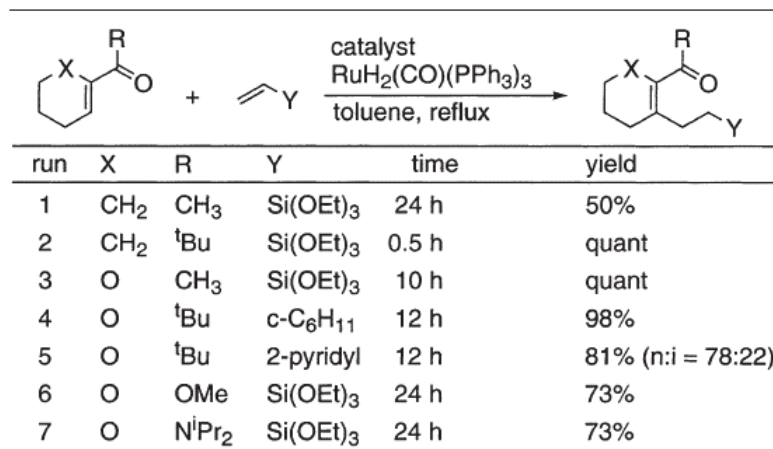 R
X
O
+
Y
catalyst
RuH2(CO)(PPh3)3
toluene, reflux
R
X
O
Y
run X R Y time yield
1 CH2 CH3 Si(OEt)3 24 h 50%
2 CH2 tBu Si(OEt)3 0.5 h quant
3 O CH3 Si(OEt)3 10 h quant
4 O tBu c-C6H11 12 h 98%
5 O tBu 2-pyridyl 12 h 81% (n:i = 78:22)
6 O OMe Si(OEt)3 24 h 73%
7 O NiPr2 Si(OEt)3 24 h 73%